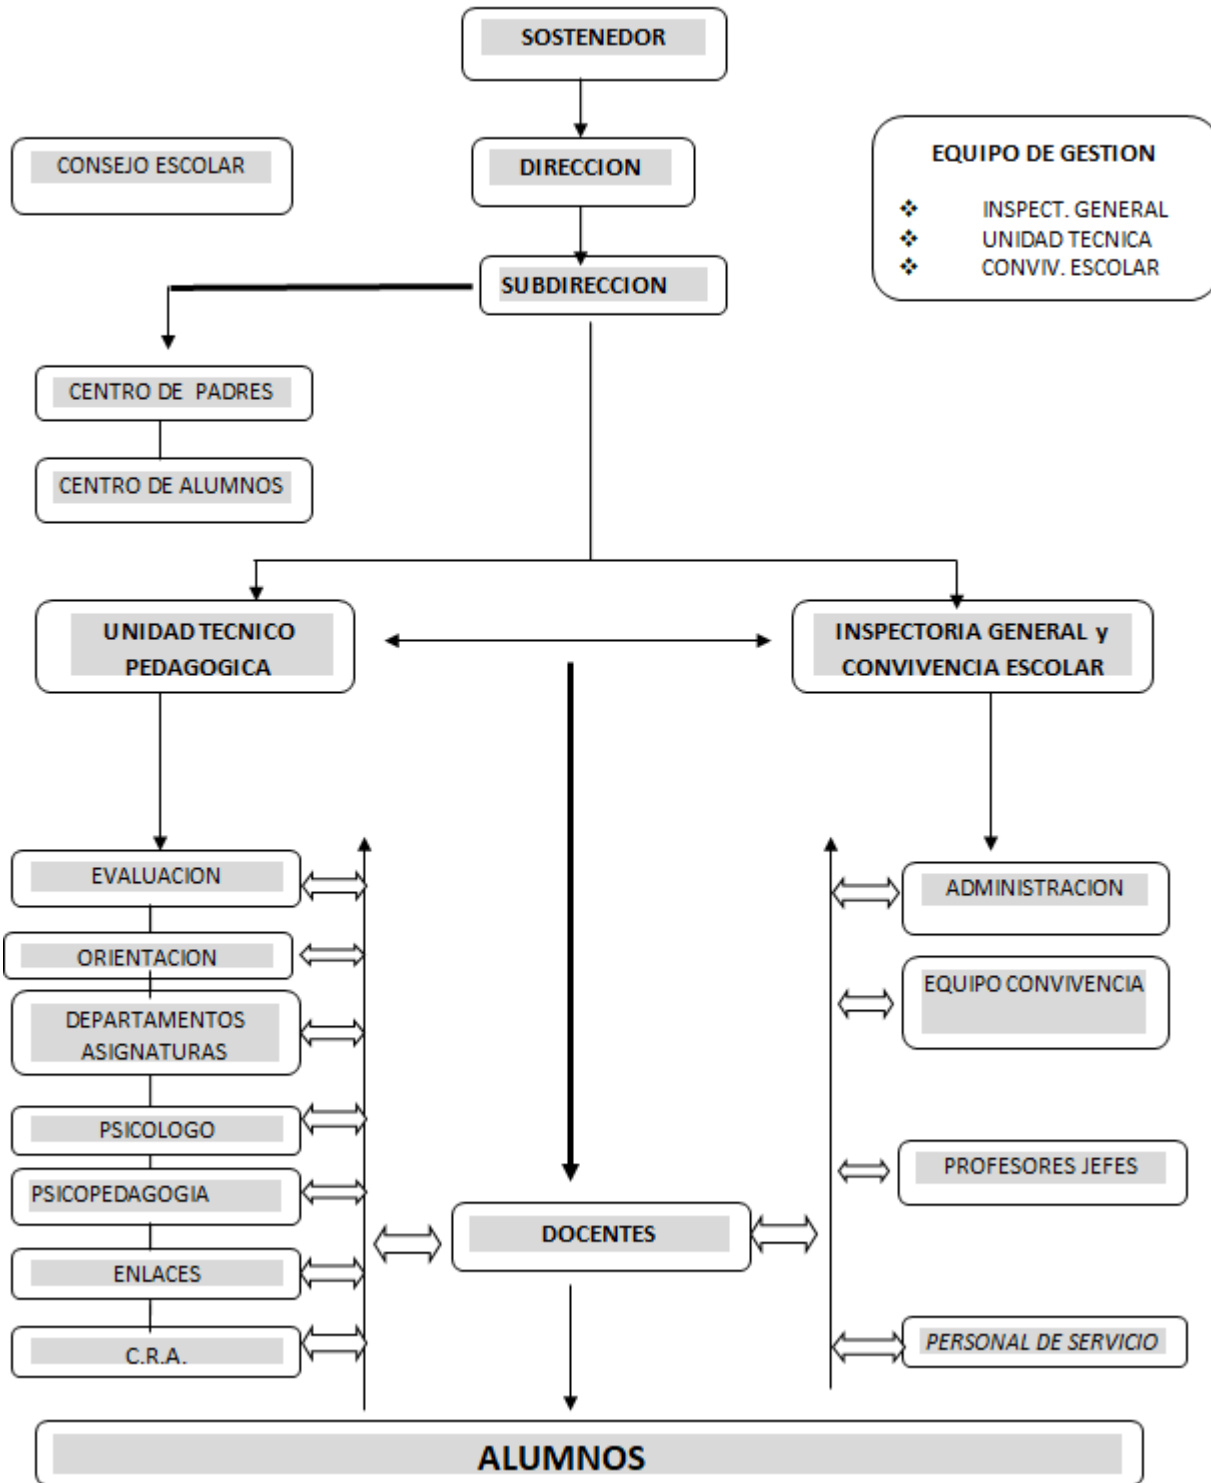 SOSTENEDOR
CONSEJO ESCOLAR
DIRECCION
EQUIPO DE GESTION
❖ INSPECT. GENERAL
❖ UNIDAD TECNICA
❖ CONVIV. ESCOLAR
SUBDIRECCION
CENTRO DE PADRES
CENTRO DE ALUMNOS
UNIDAD TECNICO
PEDAGOGICA
INSPECTORIA GENERAL y
CONVIVENCIA ESCOLAR
EVALUACION
ORIENTACION
DEPARTAMENTOS
ASIGNATURAS
PSICOLOGO
PSICOPEDAGOGIA
ENLACES
C.R.A.
DOCENTES
ADMINISTRACION
EQUIPO CONVIVENCIA
PROFESORES JEFES
PERSONAL DE SERVICIO
ALUMNOS